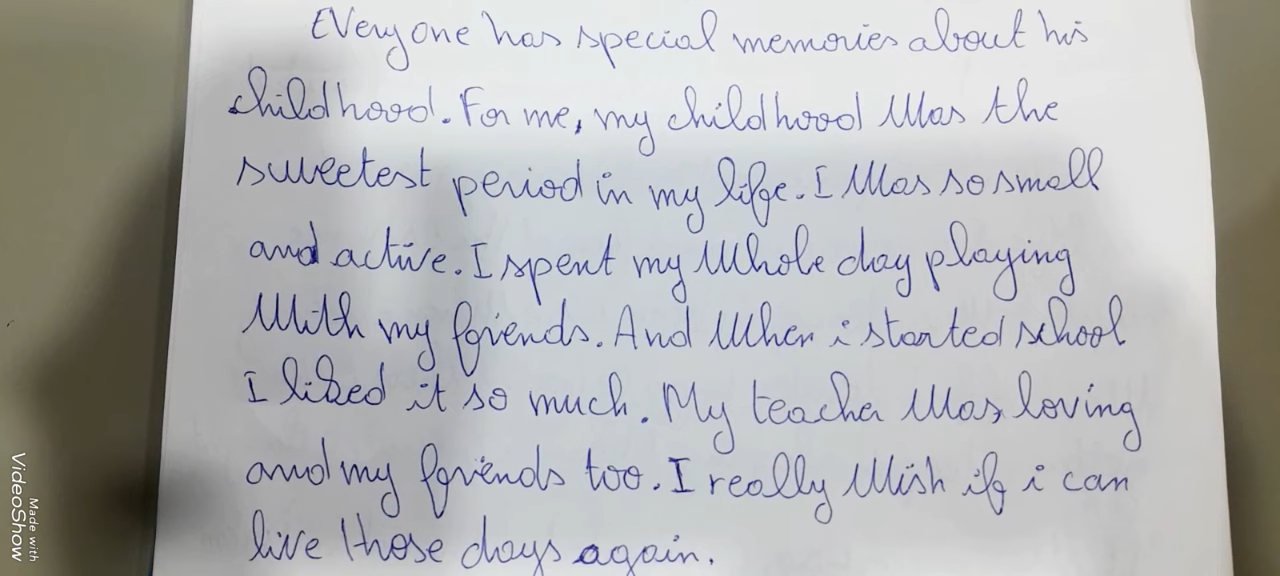 Everyone has special memories about his
childhood. For me, my childhood was the
sweetest period in my life. I was so small
and active. I spent my whole day playing
with my friends. And when i started school
I liked it so much. My teacher was loving
and my friends too. I really wish if i can
live those days again.
Made with
VideoShow